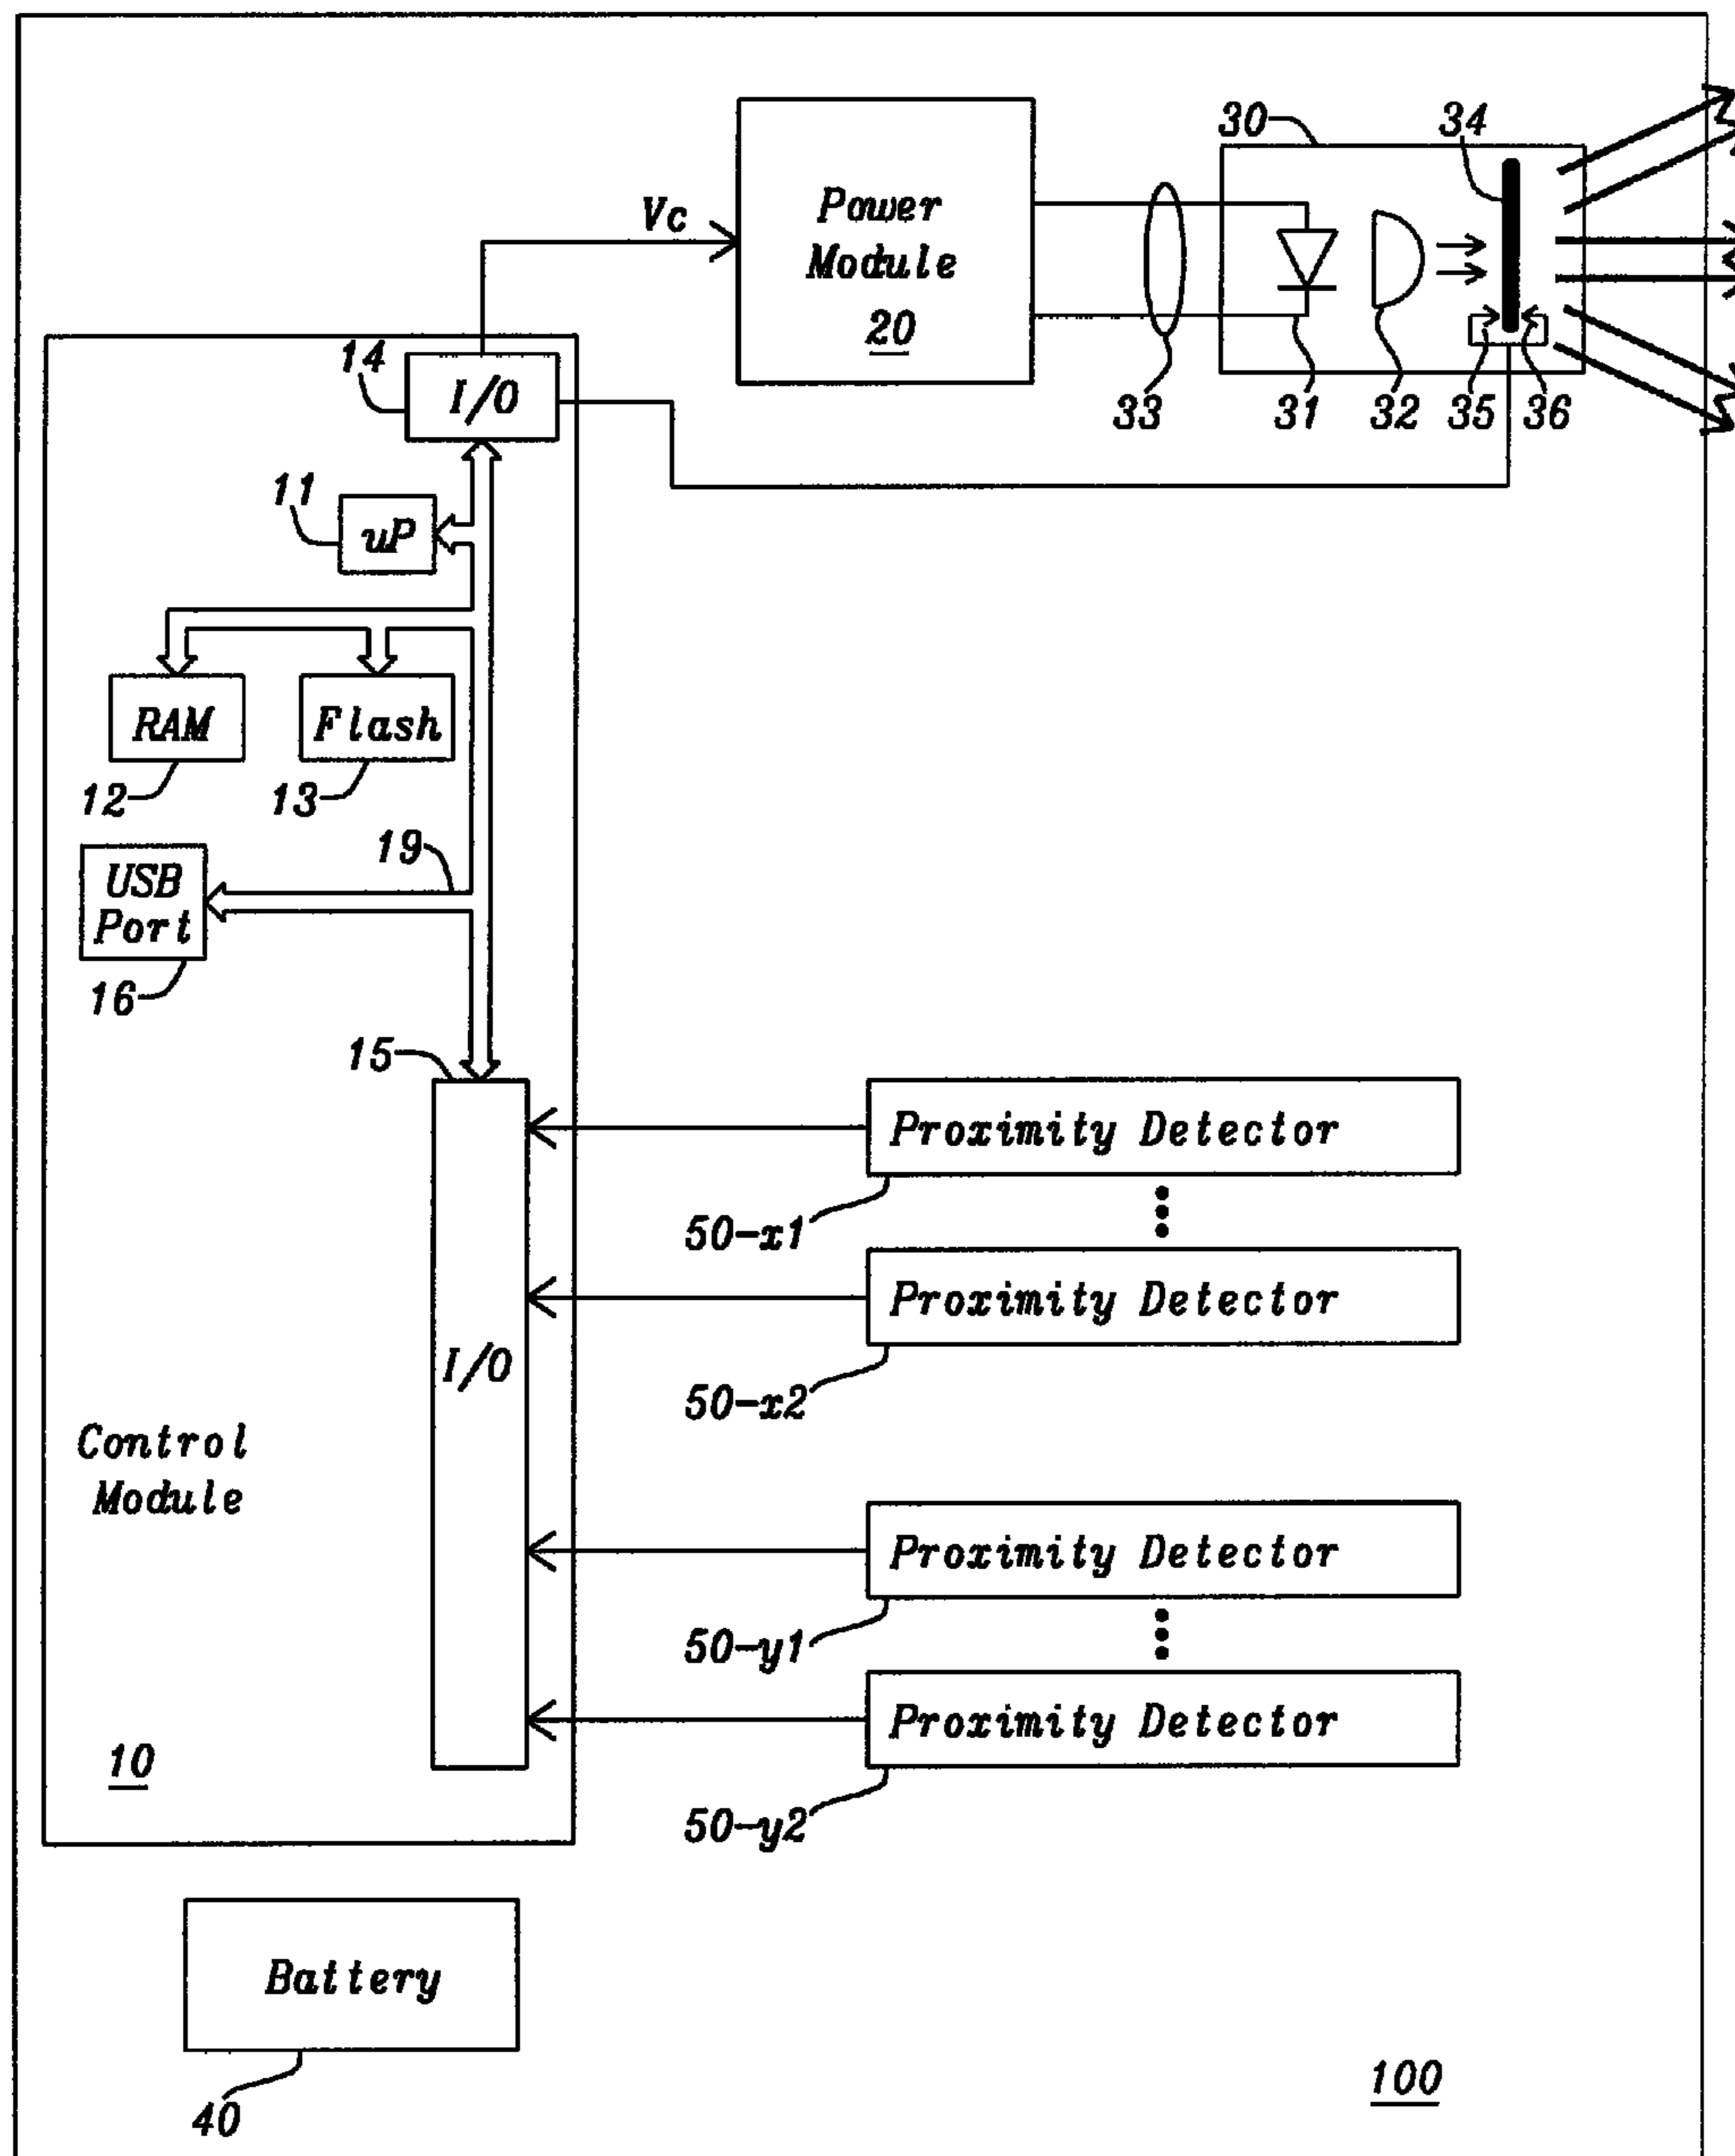 30
34
Vc
Power
Module
20
14
I/O
33
31
32
35
36
11
uP
RAM
Flash
12
13
19
USB
Port
16
15
Proximity Detector
50-x1
Proximity Detector
50-x2
I/O
Control
Module
Proximity Detector
50-y1
Proximity Detector
50-y2
10
Battery
40
100